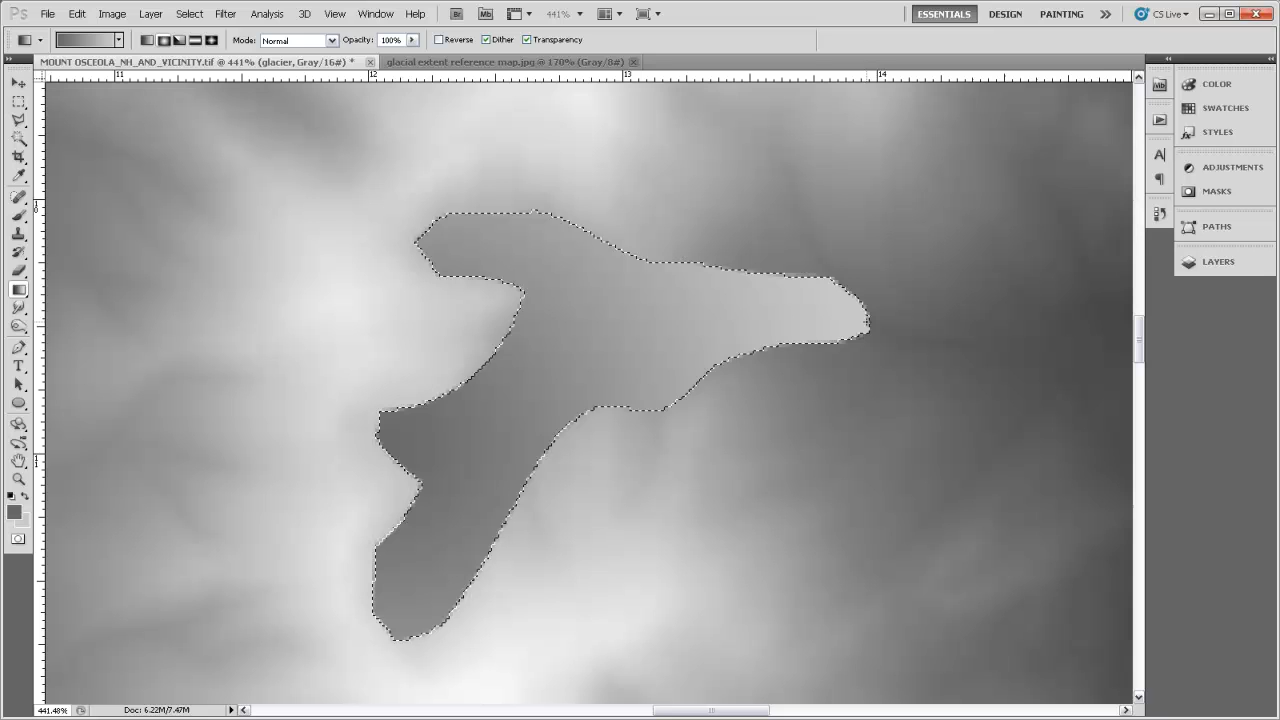 Ps File Edit Image Layer Select Filter Analysis 3D View Window Help Br Mb 441% ESSENTIALS DESIGN PAINTING CS Live
Mode: Normal Opacity: 100% Reverse Dither Transparency
MOUNT OSCEOLA_NH_AND_VICINITY.tif @ 441% (glacier, Gray/16#) * glacial extent reference map.jpg @ 170% (Gray/8#)
11 12 13 14
Mb COLOR
SWATCHES
STYLES
A
ADJUSTMENTS
MASKS
10
PATHS
LAYERS
T
11
441.48% Doc: 6.22M/7.47M